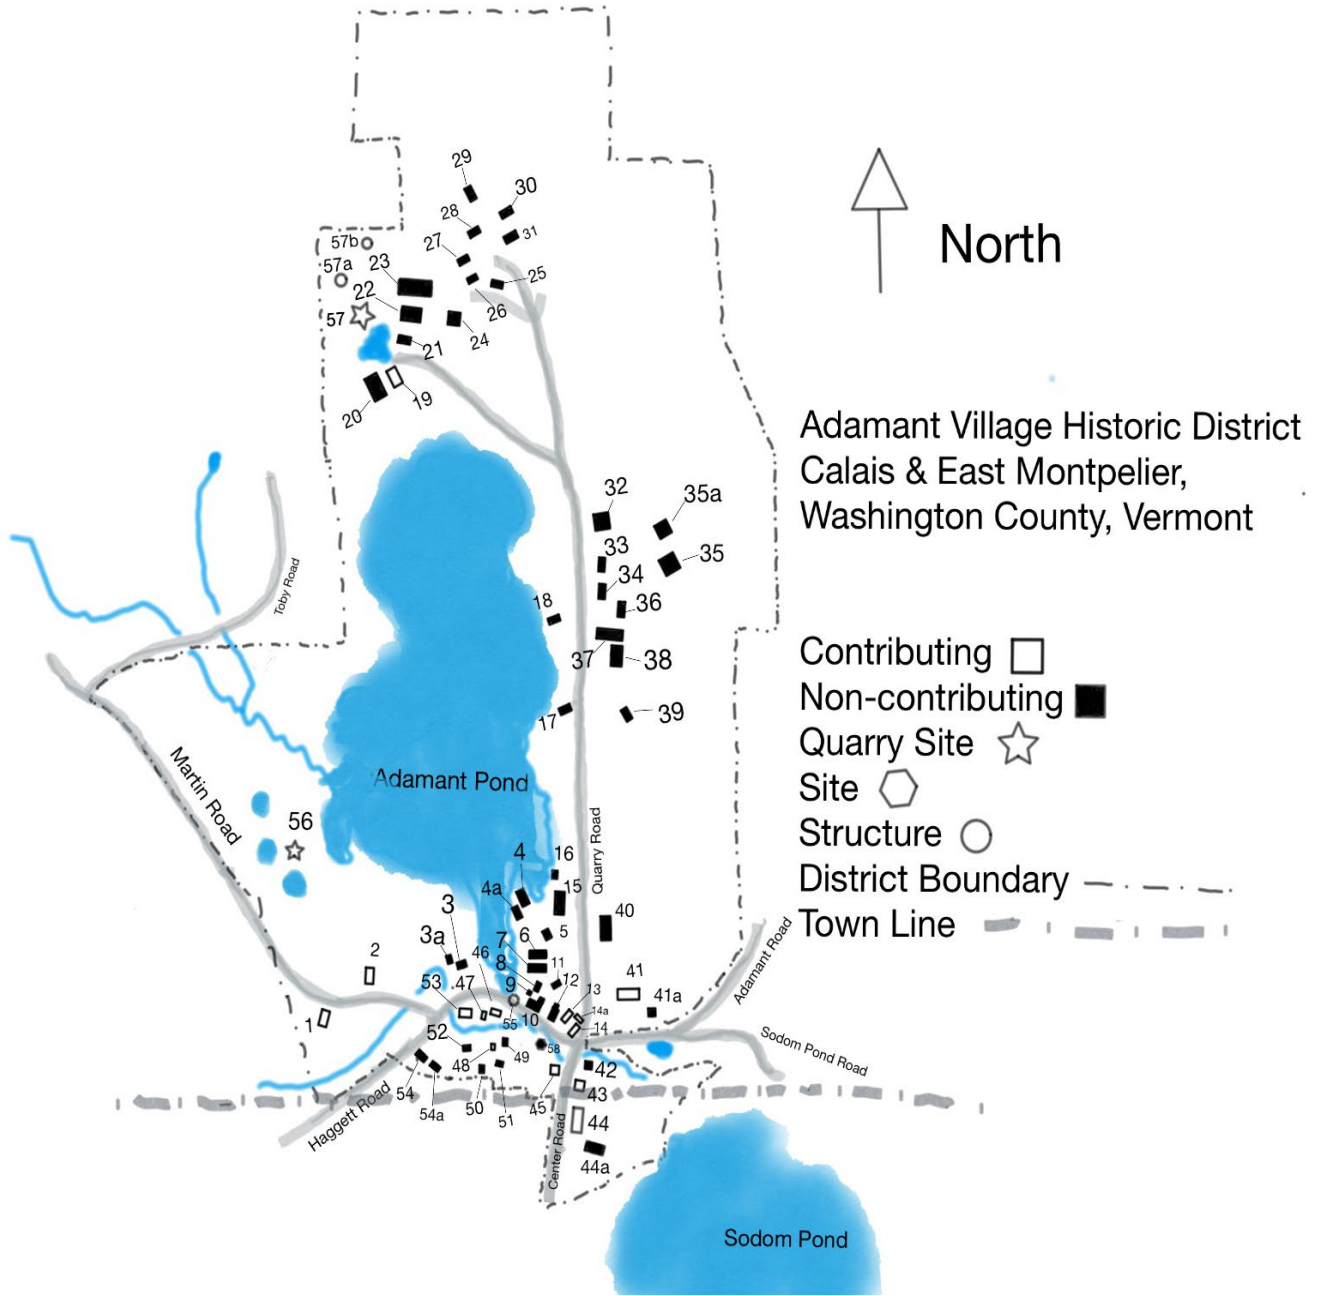 29
30
28
31
27
57b
23
57a
25
22
26
57
24
21
19
20
North
Adamant Village Historic District
Calais & East Montpelier,
Washington County, Vermont
32
35a
33
35
34
Toby Road
18
36
37
38
17
39
Contributing
Non-contributing
Quarry Site
Site
Structure
District Boundary
Town Line
Martin Road
Adamant Pond
Quarry Road
56
4
16
4a
15
3
40
3a
6
5
7
46
2
8
11
53
47
9
12
13
41
41a
Adamant Road
1
55
10
14a
14
Sodom Pond Road
52
48
49
58
42
54
54a
50
51
45
43
44
44a
Haggett Road
Center Road
Sodom Pond